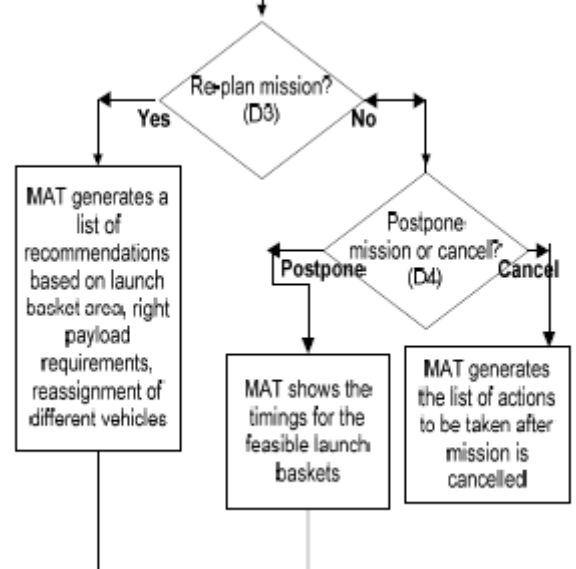 Re-plan mission?
(D3)
Yes
No
MAT generates a
list of
recommendations
based on launch
basket area, right
payload
requirements,
reassignment of
different vehicles
Postpone
mission or cancel?
(D4)
Postpone
Cancel
MAT shows the
timings for the
feasible launch
baskets
MAT generates
the list of actions
to be taken after
mission is
cancelled